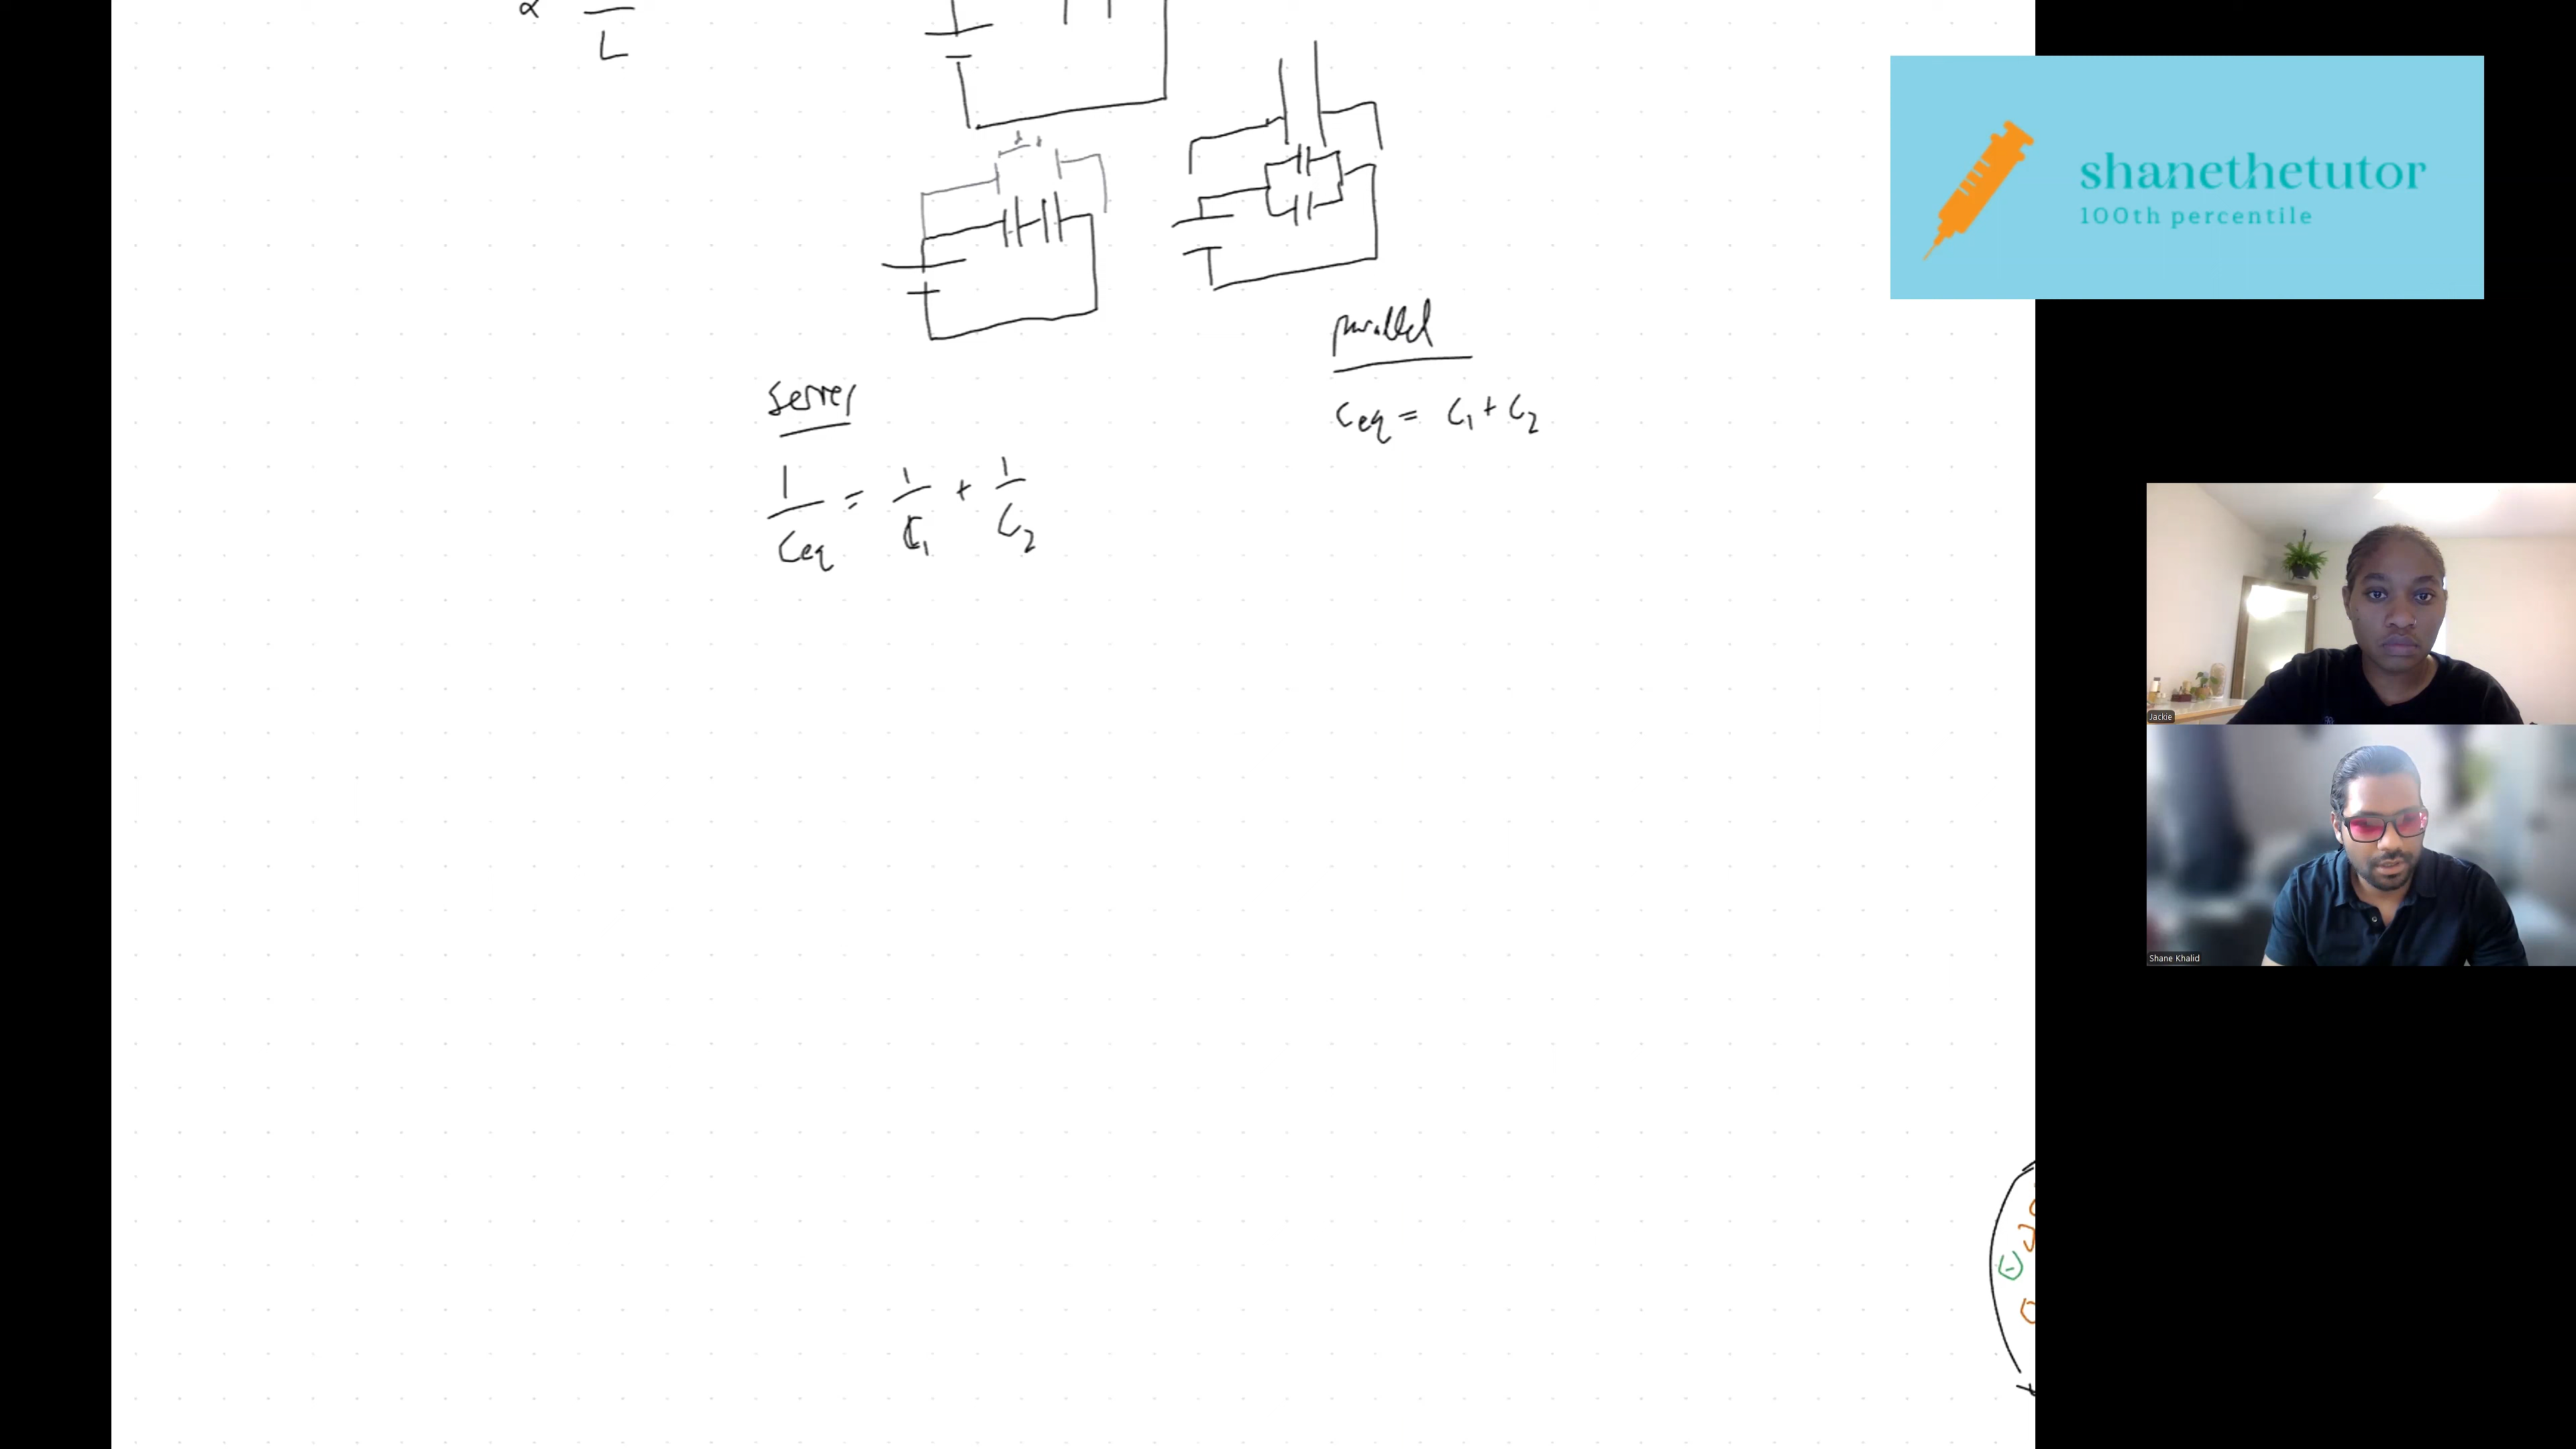 ∝ —
L
shanethetutor
100th percentile
parallel
Ceq = C₁ + C₂
series
1/Ceq = 1/C₁ + 1/C₂
Jackie
Shane Khalid